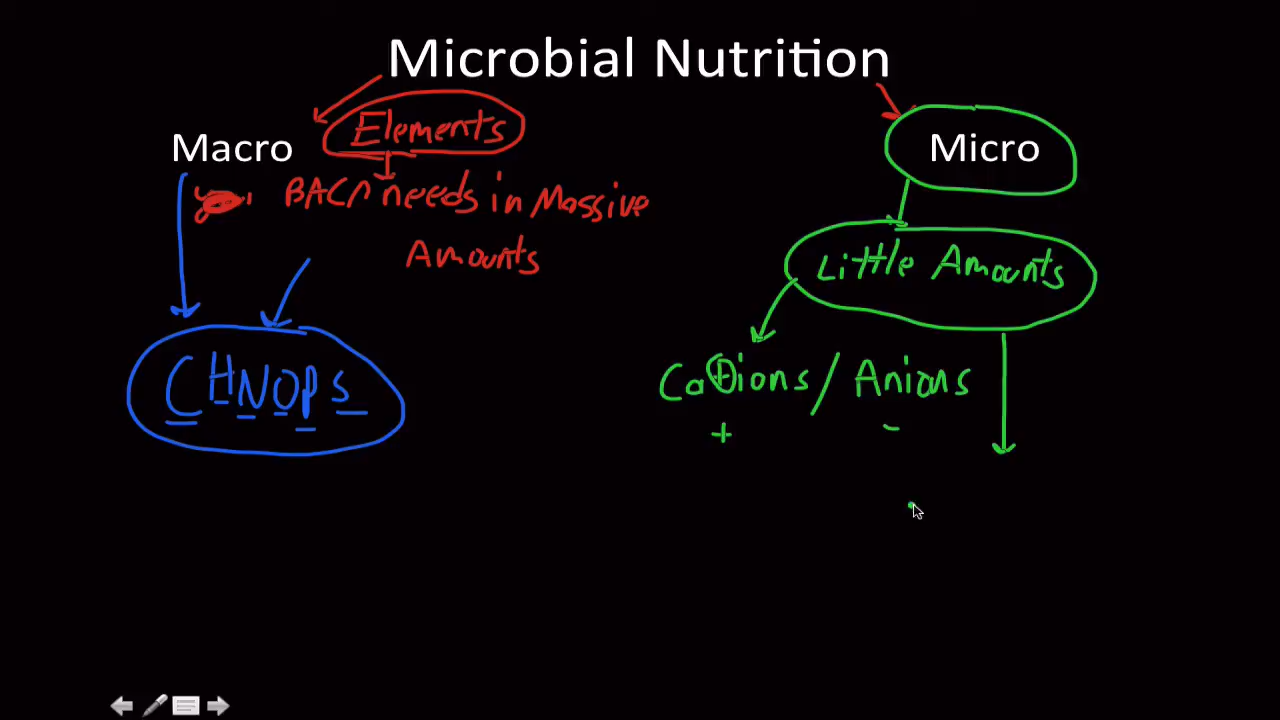 Microbial Nutrition
Macro
Elements
Micro
BACT needs in Massive
Amounts
Little Amounts
CHNOPS
Cations / Anions
+ -